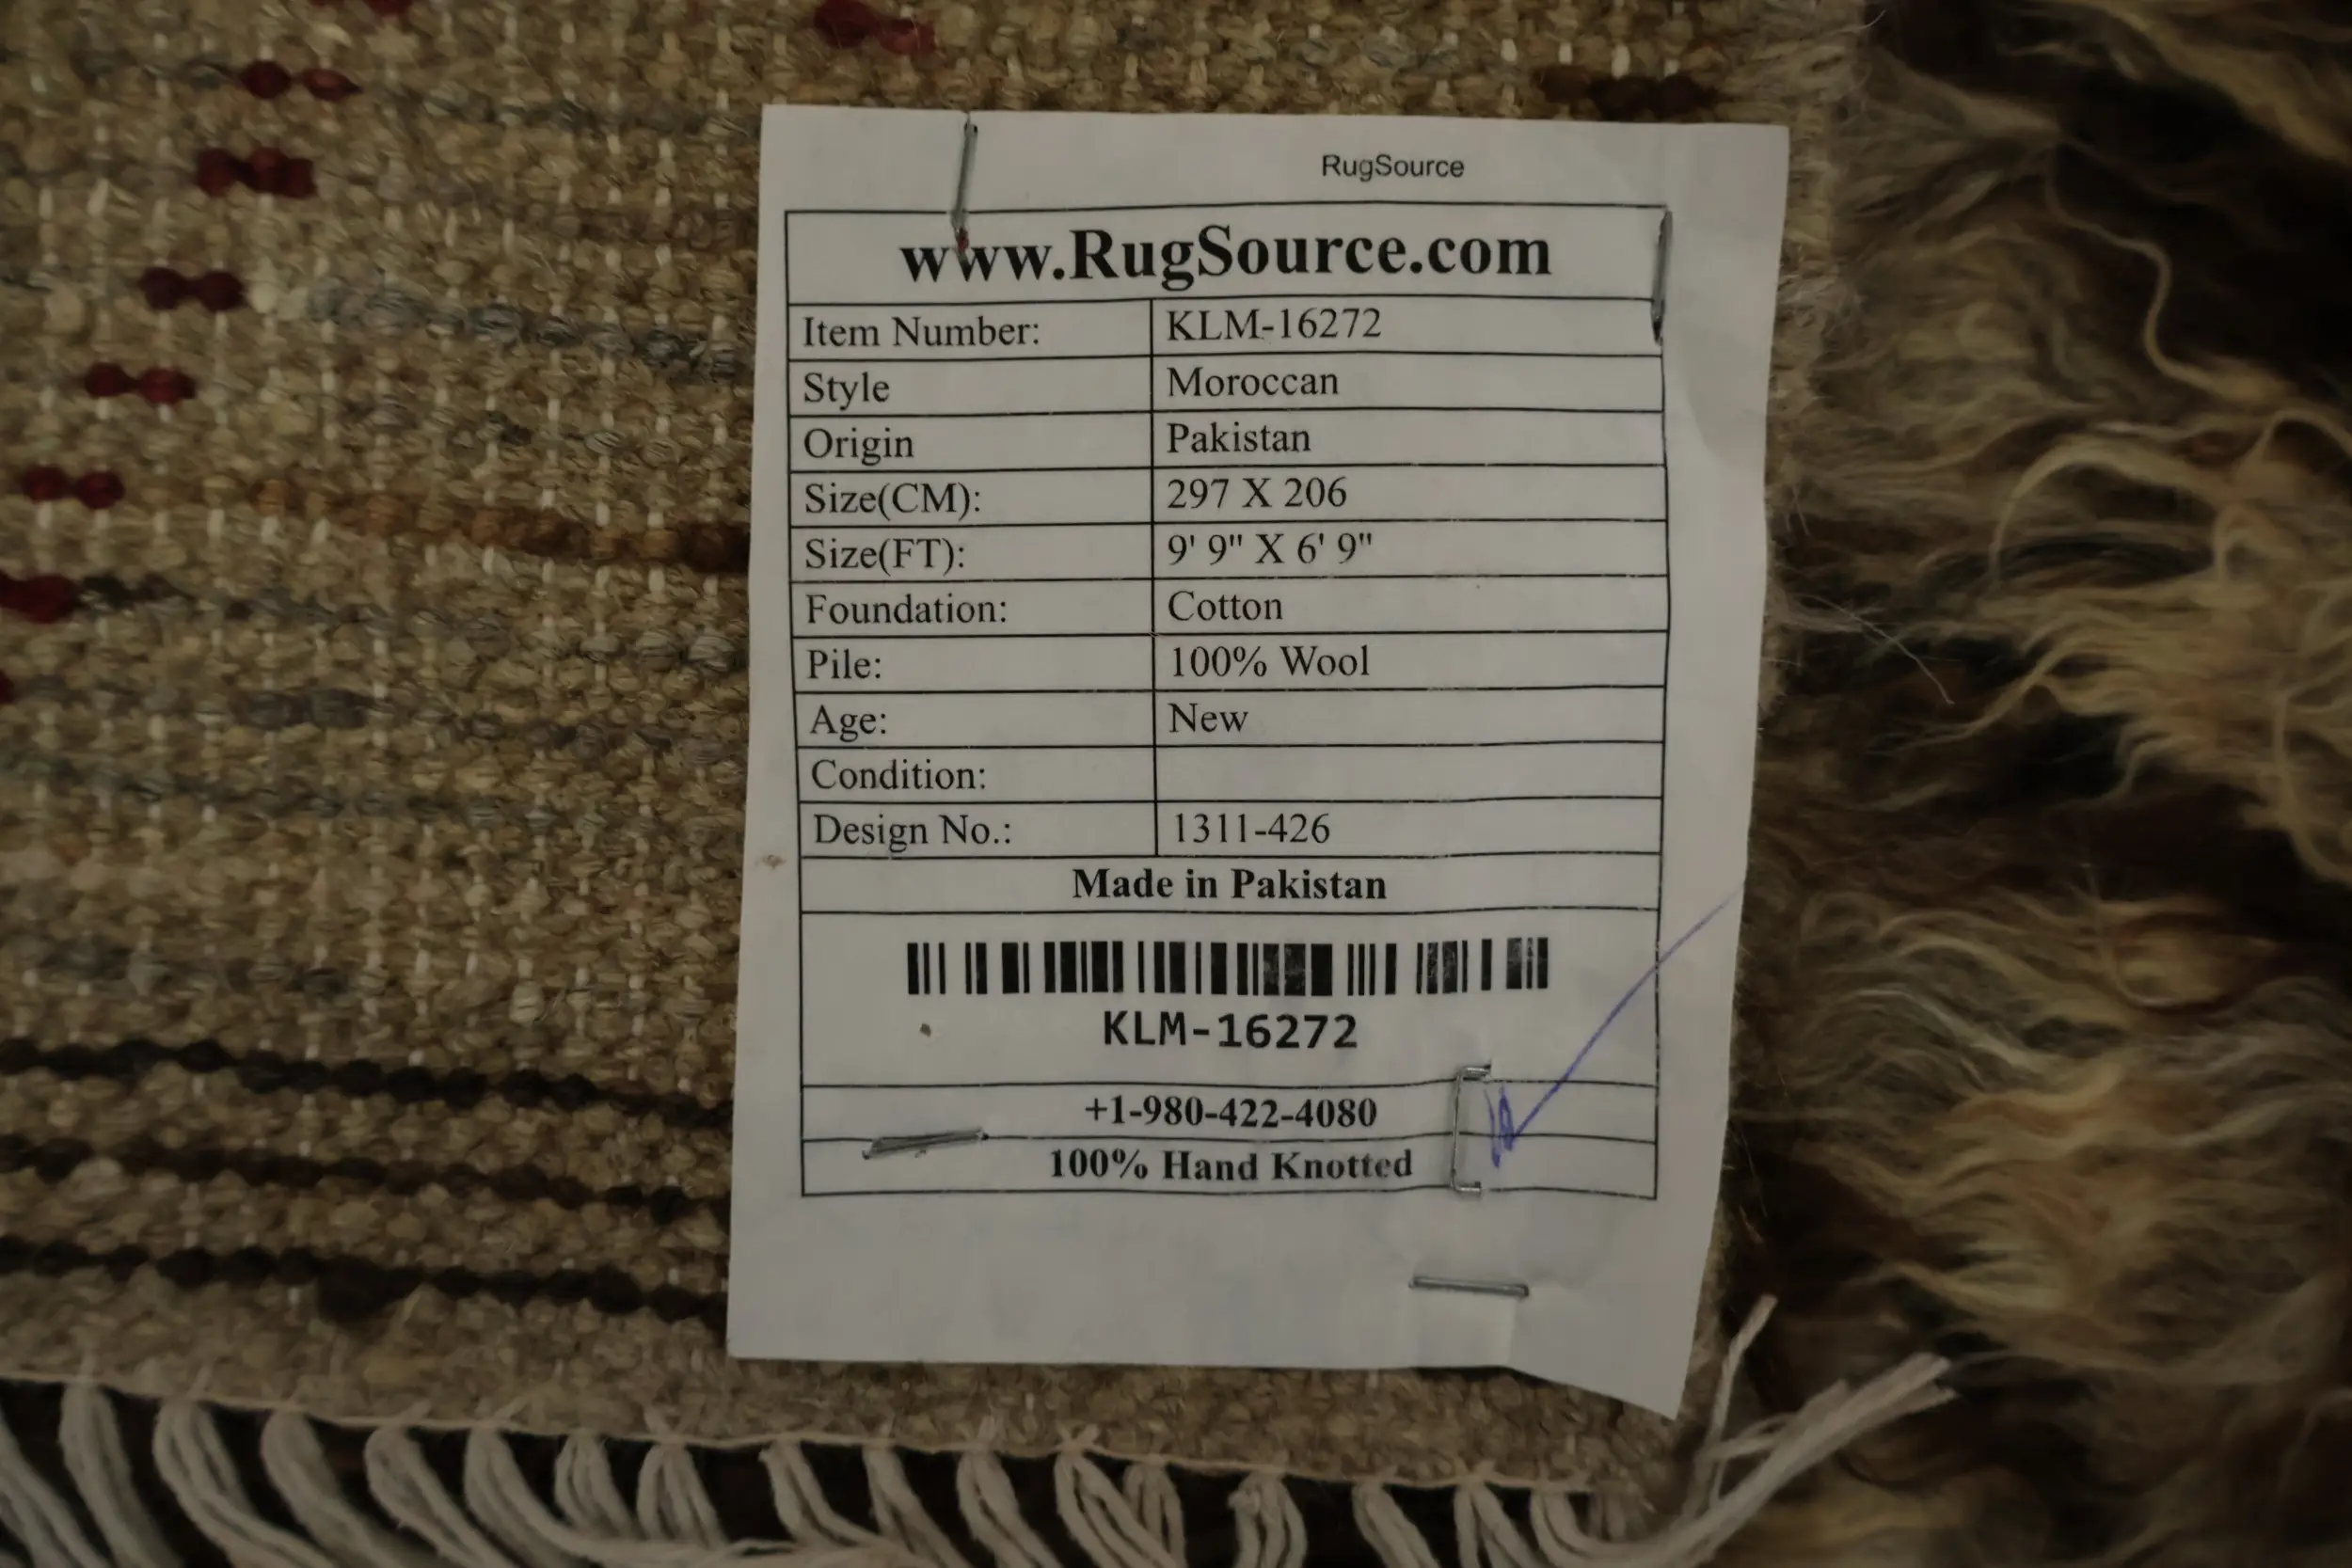 RugSource
www.RugSource.com
Item Number: KLM-16272
Style Moroccan
Origin Pakistan
Size(CM): 297 X 206
Size(FT): 9' 9" X 6' 9"
Foundation: Cotton
Pile: 100% Wool
Age: New
Condition:
Design No.: 1311-426
Made in Pakistan
KLM-16272
+1-980-422-4080
100% Hand Knotted